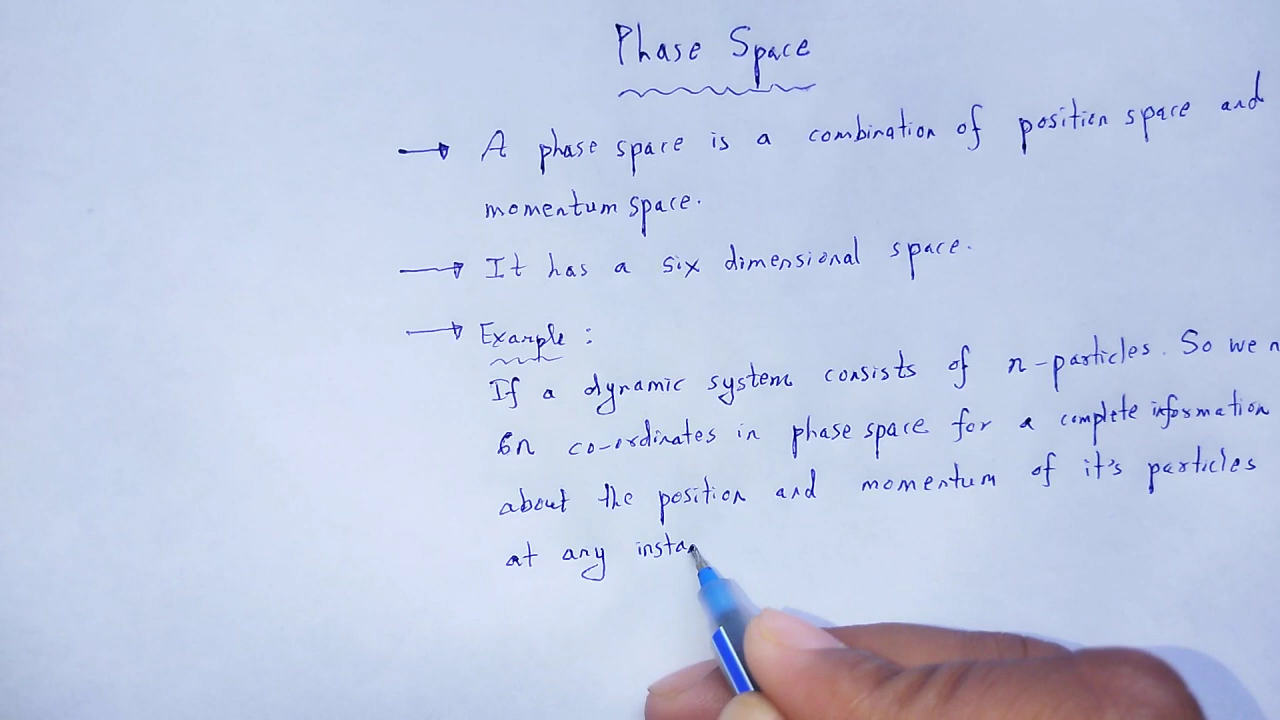 Phase Space
A phase space is a combination of position space and
momentum space.
It has a six dimensional space.
Example :
If a dynamic system consists of n-particles. So we n
6n co-ordinates in phase space for a complete information
about the position and momentum of it's particles
at any insta